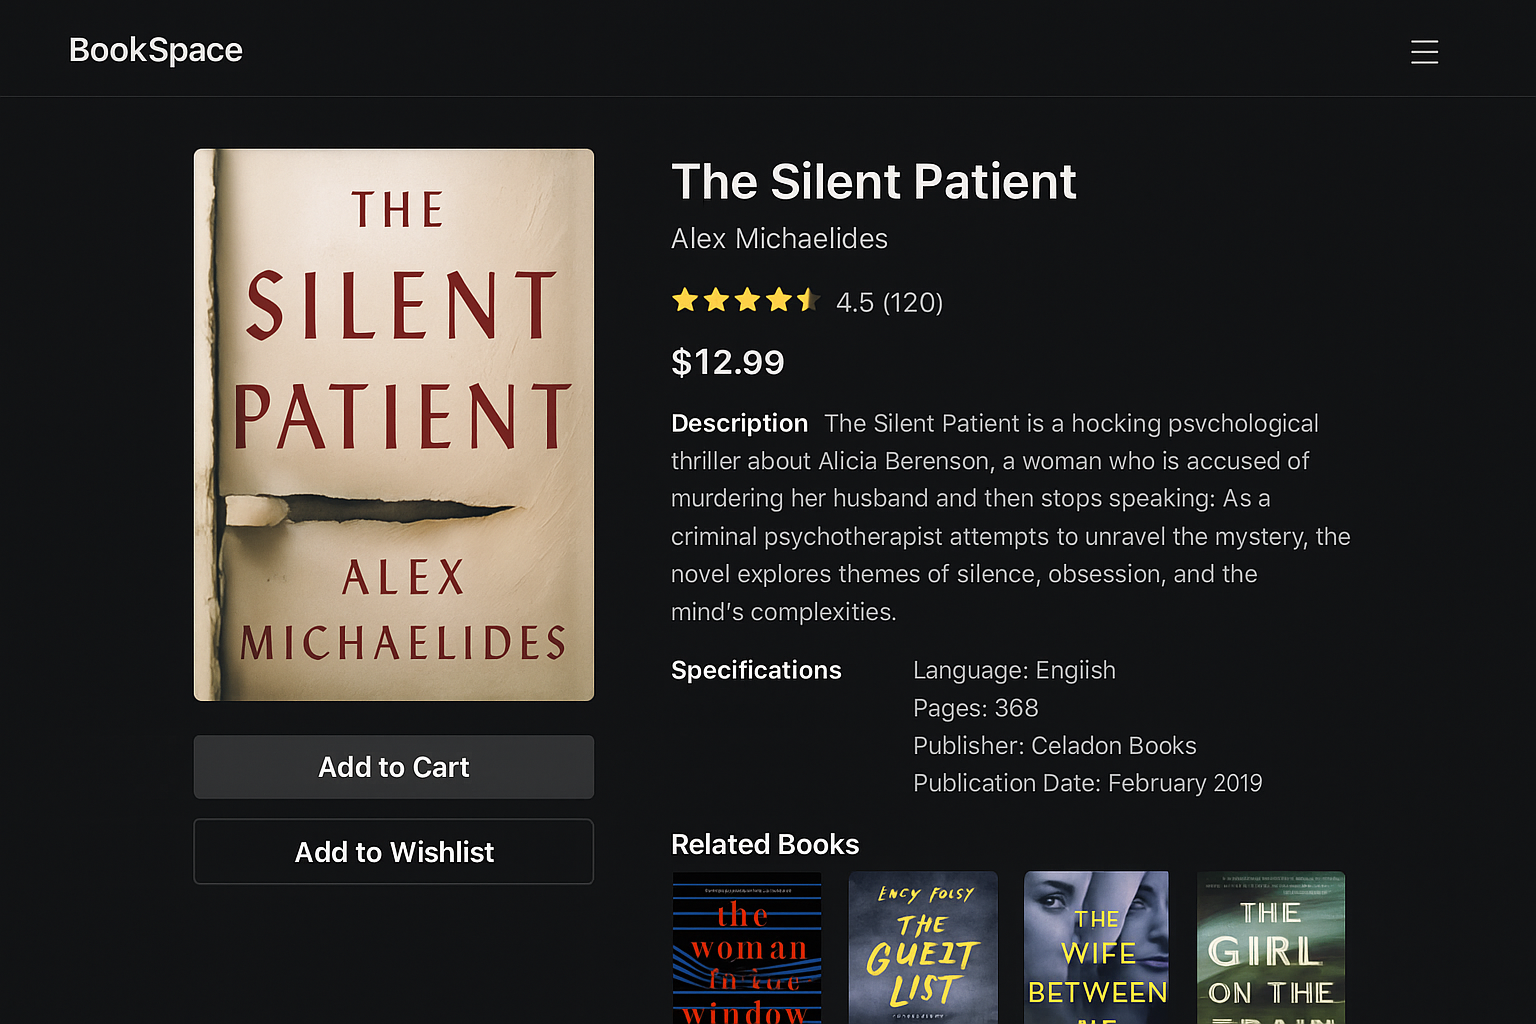 BookSpace
THE
SILENT
PATIENT
ALEX
MICHAELIDES
Add to Cart
Add to Wishlist
The Silent Patient
Alex Michaelides
4.5 (120)
$12.99
Description The Silent Patient is a hocking psvchological
thriller about Alicia Berenson, a woman who is accused of
murdering her husband and then stops speaking: As a
criminal psychotherapist attempts to unravel the mystery, the
novel explores themes of silence, obsession, and the
mind's complexities.
Specifications
Language: Engiish
Pages: 368
Publisher: Celadon Books
Publication Date: February 2019
Related Books
the
woman
window
ENCY FOLSY
THE
GUEIT
LIST
THE
WIFE
BETWEEN
THE
GIRL
ON THE